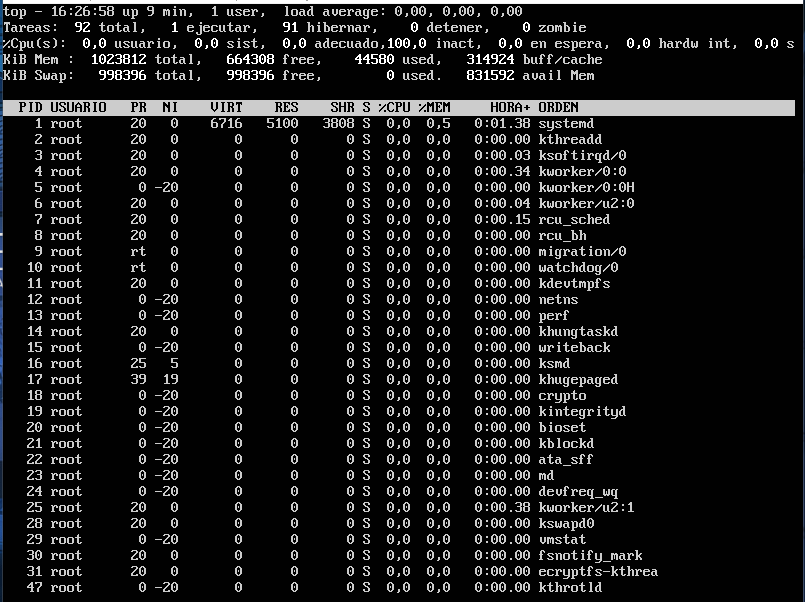 top - 16:26:58 up 9 min,  1 user,  load average: 0,00, 0,00, 0,00
Tareas:  92 total,   1 ejecutar,   91 hibernar,   0 detener,   0 zombie
%Cpu(s):  0,0 usuario,  0,0 sist,  0,0 adecuado,100,0 inact,  0,0 en espera,  0,0 hardw int,  0,0 s
KiB Mem :  1023812 total,   664308 free,    44580 used,   314924 buff/cache
KiB Swap:   998396 total,   998396 free,        0 used.   831592 avail Mem
PID USUARIO PR NI VIRT RES SHR S %CPU %MEM HORA+ ORDEN
1 root 20 0 6716 5100 3808 S 0,0 0,5 0:01.38 systemd
2 root 20 0 0 0 0 S 0,0 0,0 0:00.00 kthreadd
3 root 20 0 0 0 0 S 0,0 0,0 0:00.03 ksoftirqd/0
4 root 20 0 0 0 0 S 0,0 0,0 0:00.34 kworker/0:0
5 root 0 -20 0 0 0 S 0,0 0,0 0:00.00 kworker/0:0H
6 root 20 0 0 0 0 S 0,0 0,0 0:00.04 kworker/u2:0
7 root 20 0 0 0 0 S 0,0 0,0 0:00.15 rcu_sched
8 root 20 0 0 0 0 S 0,0 0,0 0:00.00 rcu_bh
9 root rt 0 0 0 0 S 0,0 0,0 0:00.00 migration/0
10 root rt 0 0 0 0 S 0,0 0,0 0:00.00 watchdog/0
11 root 20 0 0 0 0 S 0,0 0,0 0:00.00 kdevtmpfs
12 root 0 -20 0 0 0 S 0,0 0,0 0:00.00 netns
13 root 0 -20 0 0 0 S 0,0 0,0 0:00.00 perf
14 root 20 0 0 0 0 S 0,0 0,0 0:00.00 khungtaskd
15 root 0 -20 0 0 0 S 0,0 0,0 0:00.00 writeback
16 root 25 5 0 0 0 S 0,0 0,0 0:00.00 ksmd
17 root 39 19 0 0 0 S 0,0 0,0 0:00.00 khugepaged
18 root 0 -20 0 0 0 S 0,0 0,0 0:00.00 crypto
19 root 0 -20 0 0 0 S 0,0 0,0 0:00.00 kintegrityd
20 root 0 -20 0 0 0 S 0,0 0,0 0:00.00 bioset
21 root 0 -20 0 0 0 S 0,0 0,0 0:00.00 kblockd
22 root 0 -20 0 0 0 S 0,0 0,0 0:00.00 ata_sff
23 root 0 -20 0 0 0 S 0,0 0,0 0:00.00 md
24 root 0 -20 0 0 0 S 0,0 0,0 0:00.00 devfreq_wq
25 root 20 0 0 0 0 S 0,0 0,0 0:00.38 kworker/u2:1
28 root 20 0 0 0 0 S 0,0 0,0 0:00.00 kswapd0
29 root 0 -20 0 0 0 S 0,0 0,0 0:00.00 vmstat
30 root 20 0 0 0 0 S 0,0 0,0 0:00.00 fsnotify_mark
31 root 20 0 0 0 0 S 0,0 0,0 0:00.00 ecryptfs-kthrea
47 root 0 -20 0 0 0 S 0,0 0,0 0:00.00 kthrotld